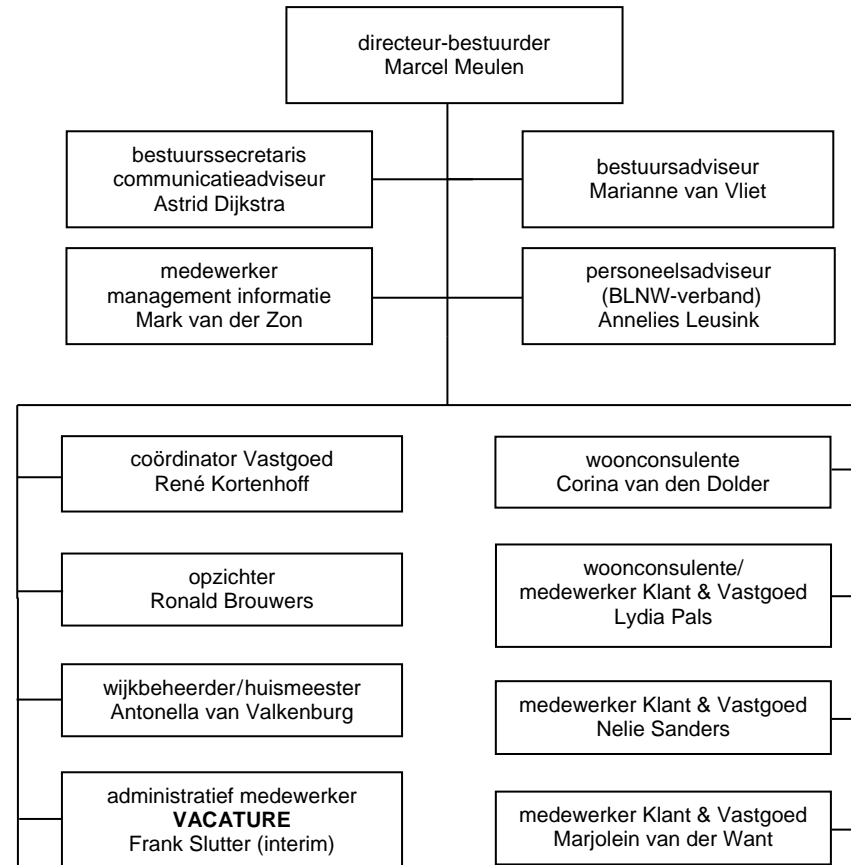 directeur-bestuurder
Marcel Meulen
bestuurssecretaris
communicatieadviseur
Astrid Dijkstra
bestuursadviseur
Marianne van Vliet
medewerker
management informatie
Mark van der Zon
personeelsadviseur
(BLNW-verband)
Annelies Leusink
coördinator Vastgoed
René Kortenhoff
woonconsulente
Corina van den Dolder
opzichter
Ronald Brouwers
woonconsulente/
medewerker Klant & Vastgoed
Lydia Pals
wijkbeheerder/huismeester
Antonella van Valkenburg
medewerker Klant & Vastgoed
Nelie Sanders
administratief medewerker
VACATURE
Frank Slutter (interim)
medewerker Klant & Vastgoed
Marjolein van der Want